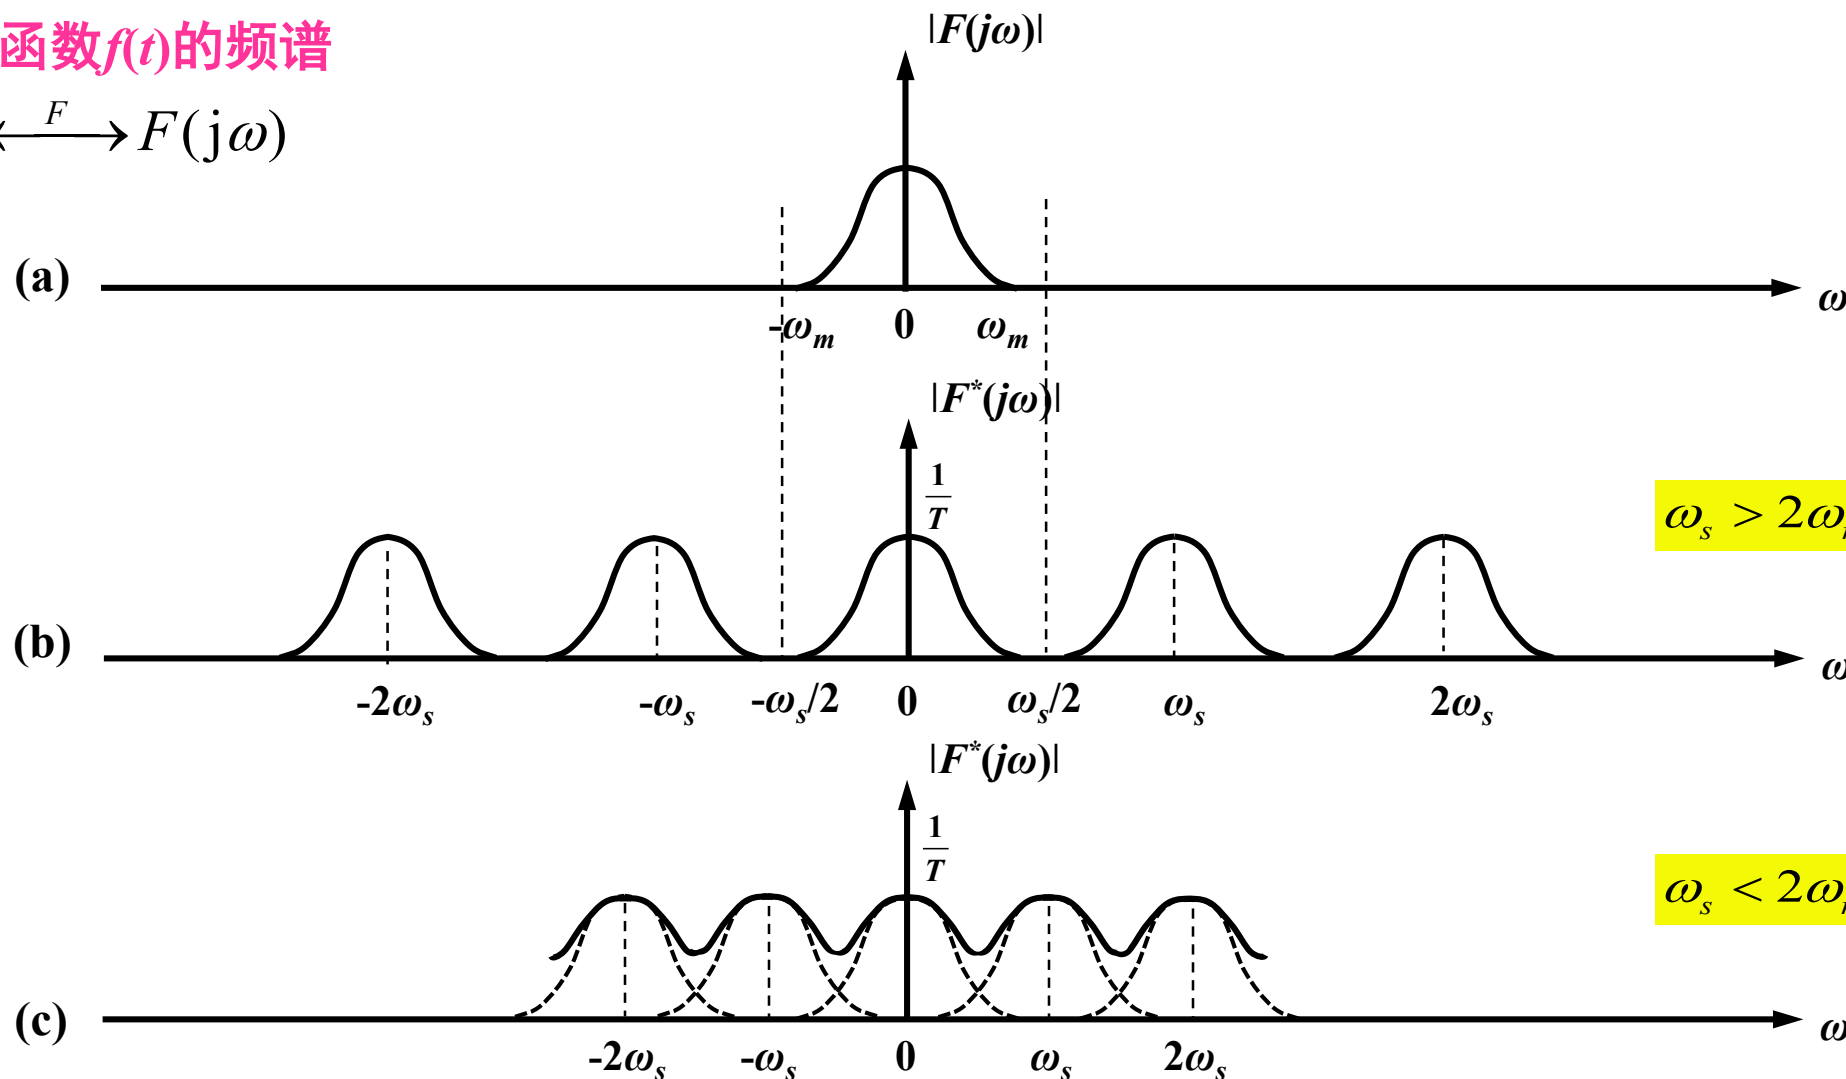 函数f(t)的频谱
F
F(jω)
|F(jω)|
(a)
-ωm 0 ωm ω
|F*(jω)|
1/T
ωs > 2ω
(b)
-2ωs -ωs -ωs/2 0 ωs/2 ωs 2ωs ω
|F*(jω)|
1/T
ωs < 2ω
(c)
-2ωs -ωs 0 ωs 2ωs ω